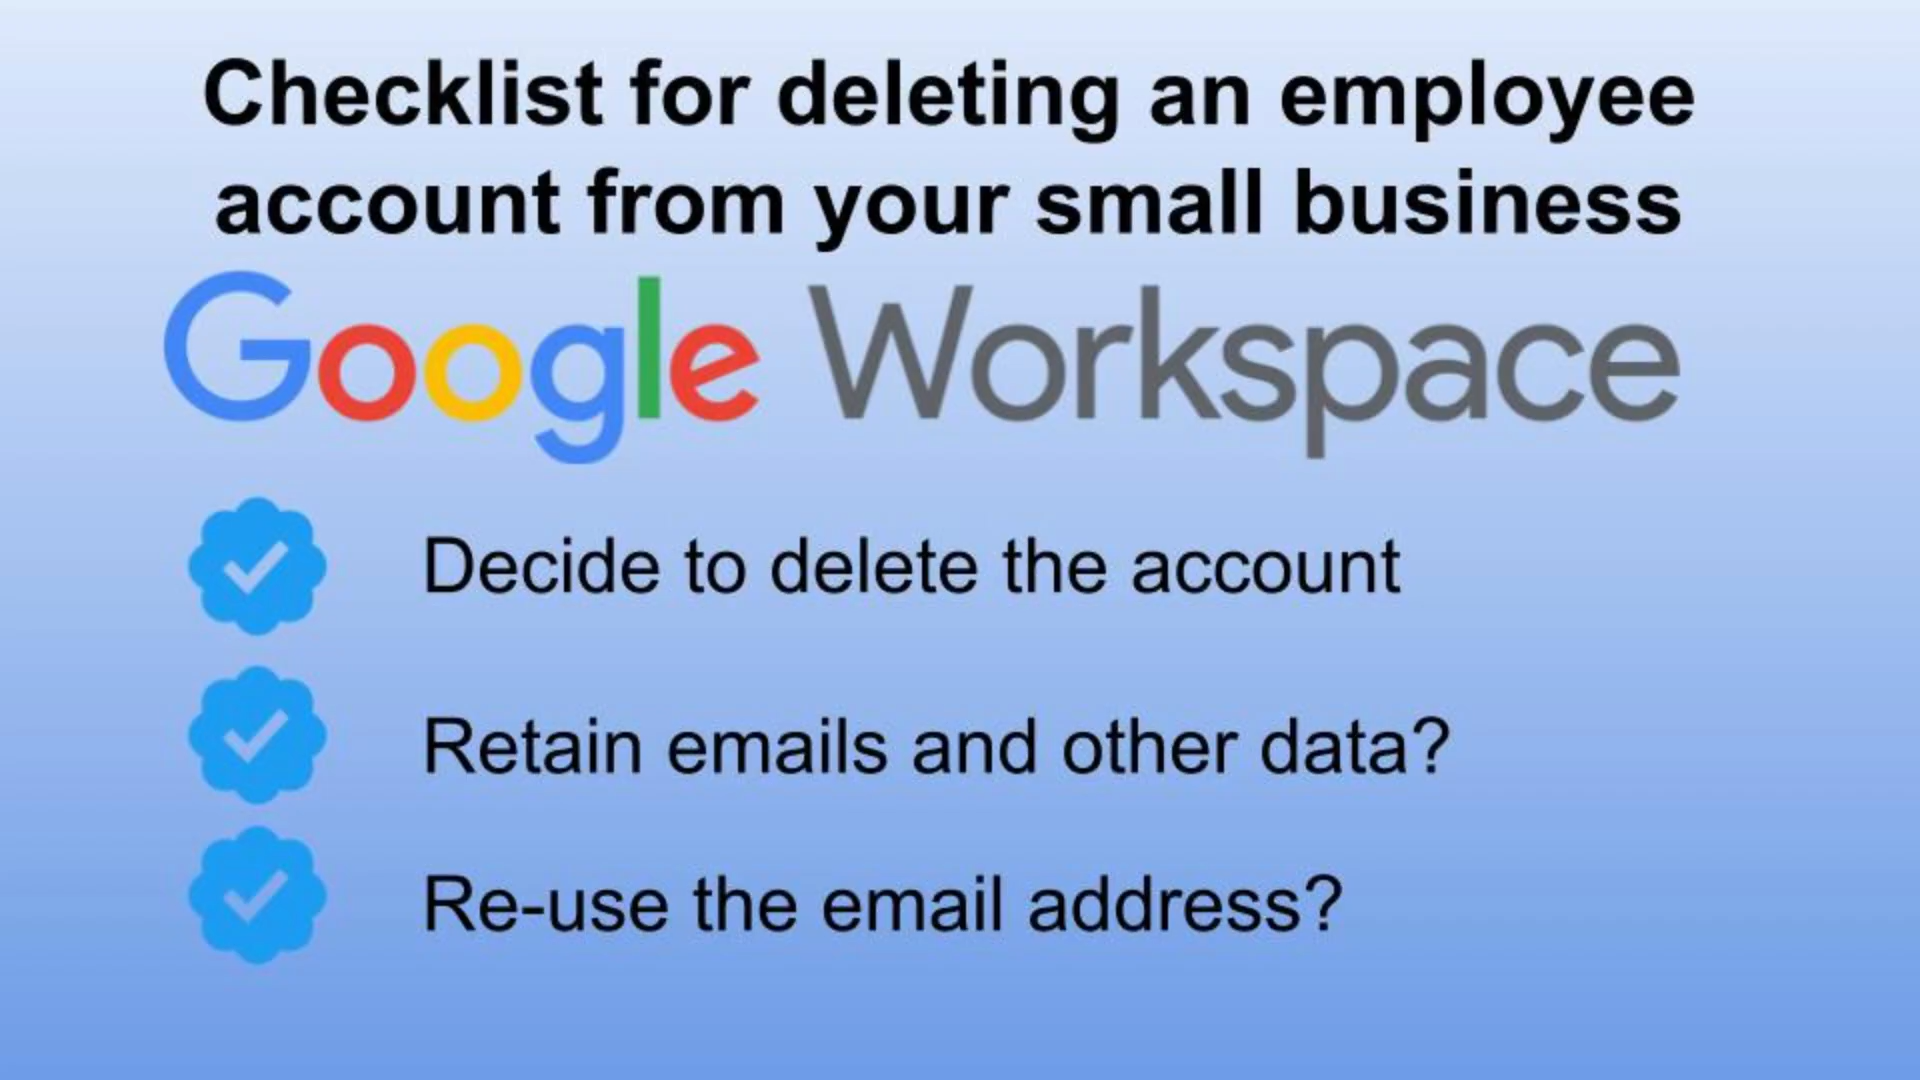 Checklist for deleting an employee
account from your small business
Google Workspace
Decide to delete the account
Retain emails and other data?
Re-use the email address?